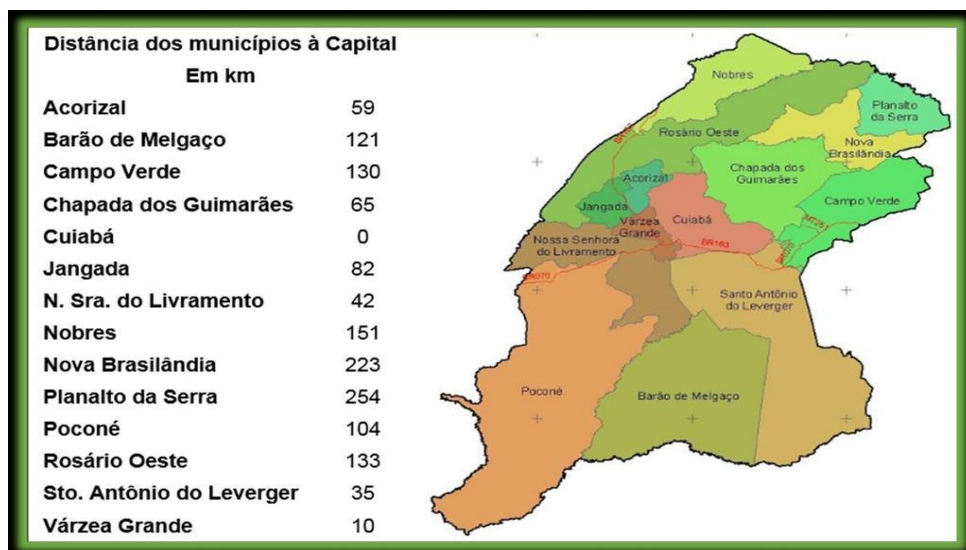 Distância dos municípios à Capital
Em km
Acorizal 59
Barão de Melgaço 121
Campo Verde 130
Chapada dos Guimarães 65
Cuiabá 0
Jangada 82
N. Sra. do Livramento 42
Nobres 151
Nova Brasilândia 223
Planalto da Serra 254
Poconé 104
Rosário Oeste 133
Sto. Antônio do Leverger 35
Várzea Grande 10
Nobres
Planalto
da Serra
Rosário Oeste
Nova
Brasilândia
Chapada dos
Guimarães
Acorizal
Campo Verde
Jangada
Várzea
Grande
Cuiabá
Nossa Senhora
do Livramento
BR163
MT251
BR070
Santo Antônio
do Leverger
Poconé
Barão de Melgaço